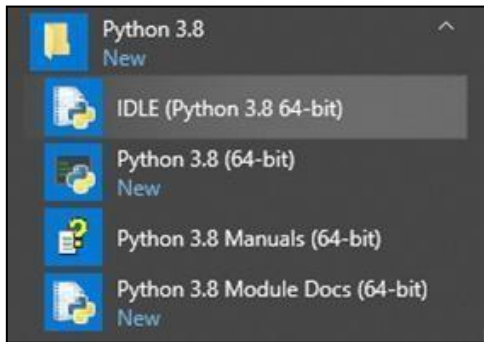 Python 3.8
New
IDLE (Python 3.8 64-bit)
Python 3.8 (64-bit)
New
Python 3.8 Manuals (64-bit)
Python 3.8 Module Docs (64-bit)
New